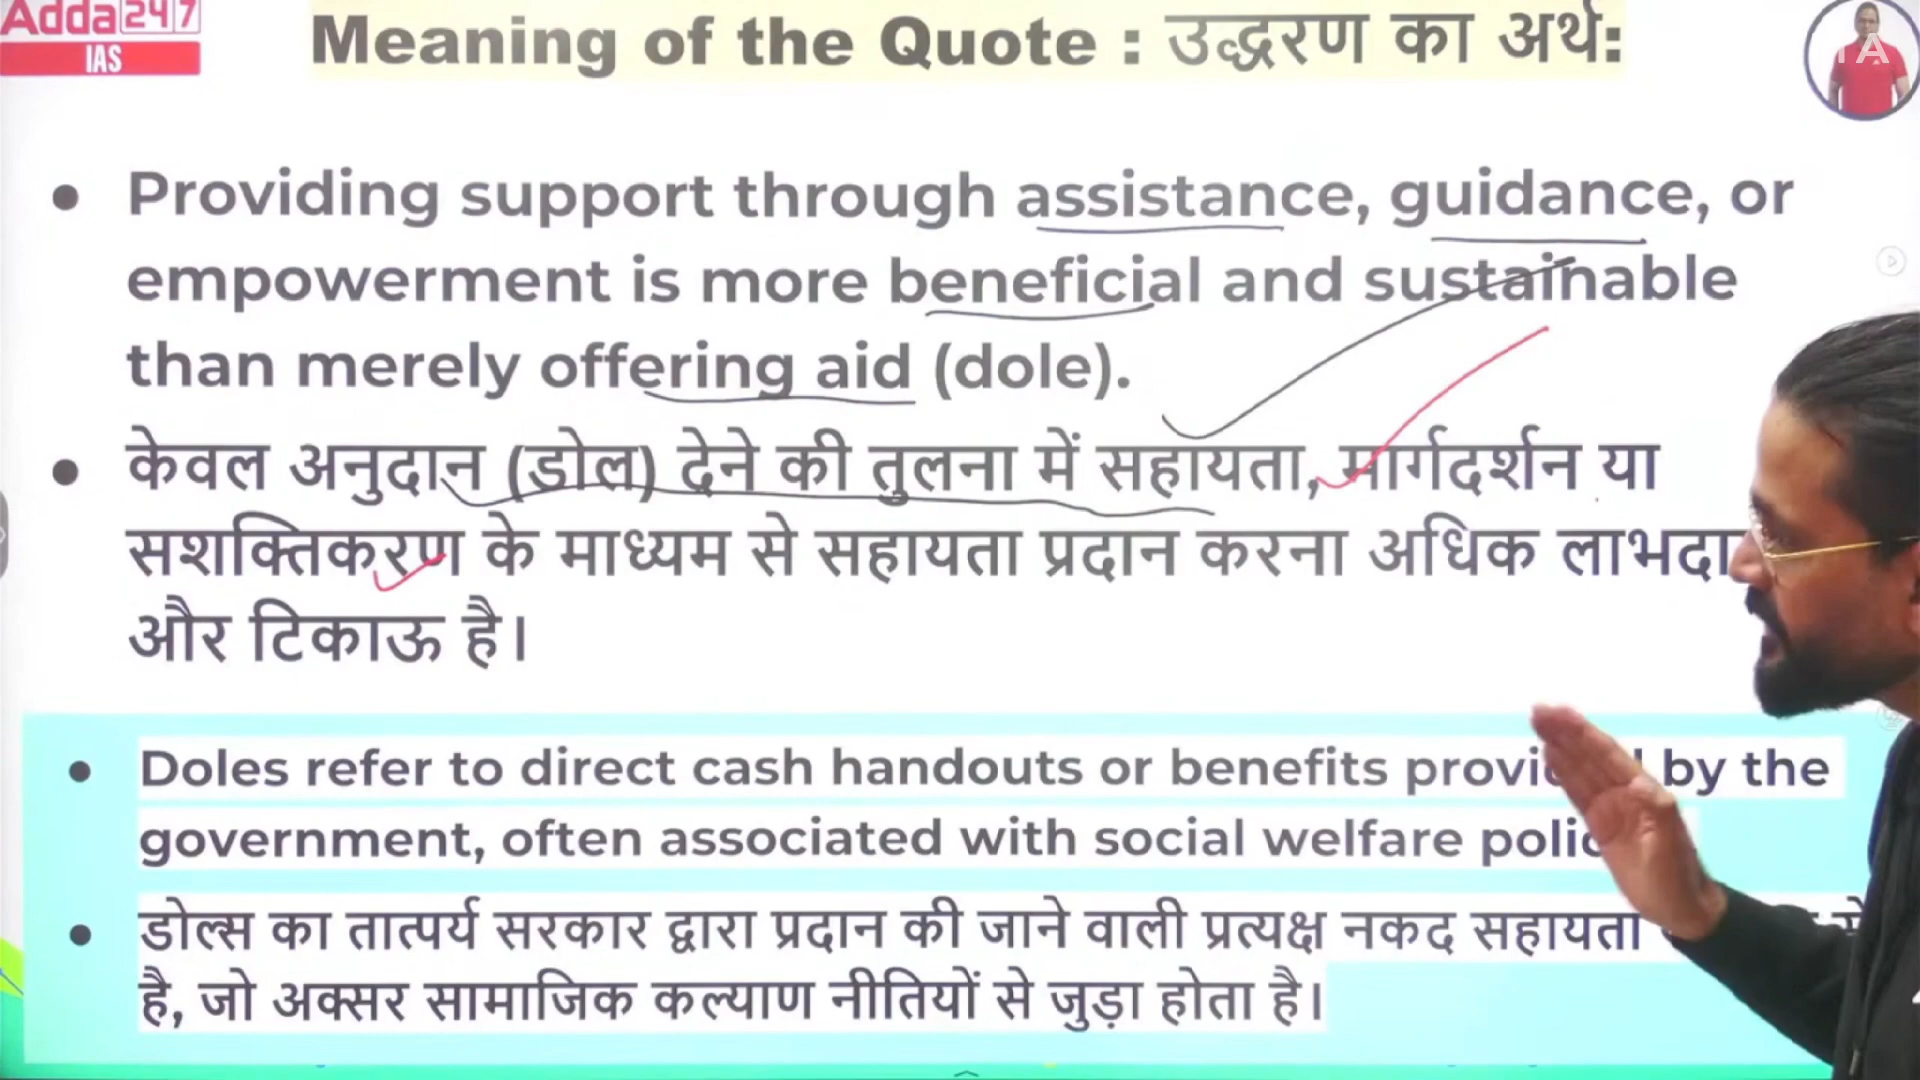 Adda247
IAS
Meaning of the Quote : उद्धरण का अर्थ:
Providing support through assistance, guidance, or
empowerment is more beneficial and sustainable
than merely offering aid (dole).
केवल अनुदान (डोल) देने की तुलना में सहायता, मार्गदर्शन या
सशक्तिकरण के माध्यम से सहायता प्रदान करना अधिक
और टिकाऊ है।
Doles refer to direct cash handouts or benefits by the
government, often associated with social welfare
डोल्स का तात्पर्य सरकार द्वारा प्रदान की जाने वाली प्रत्यक्ष नकद सहायता
है, जो अक्सर सामाजिक कल्याण नीतियों से जुड़ा होता है।